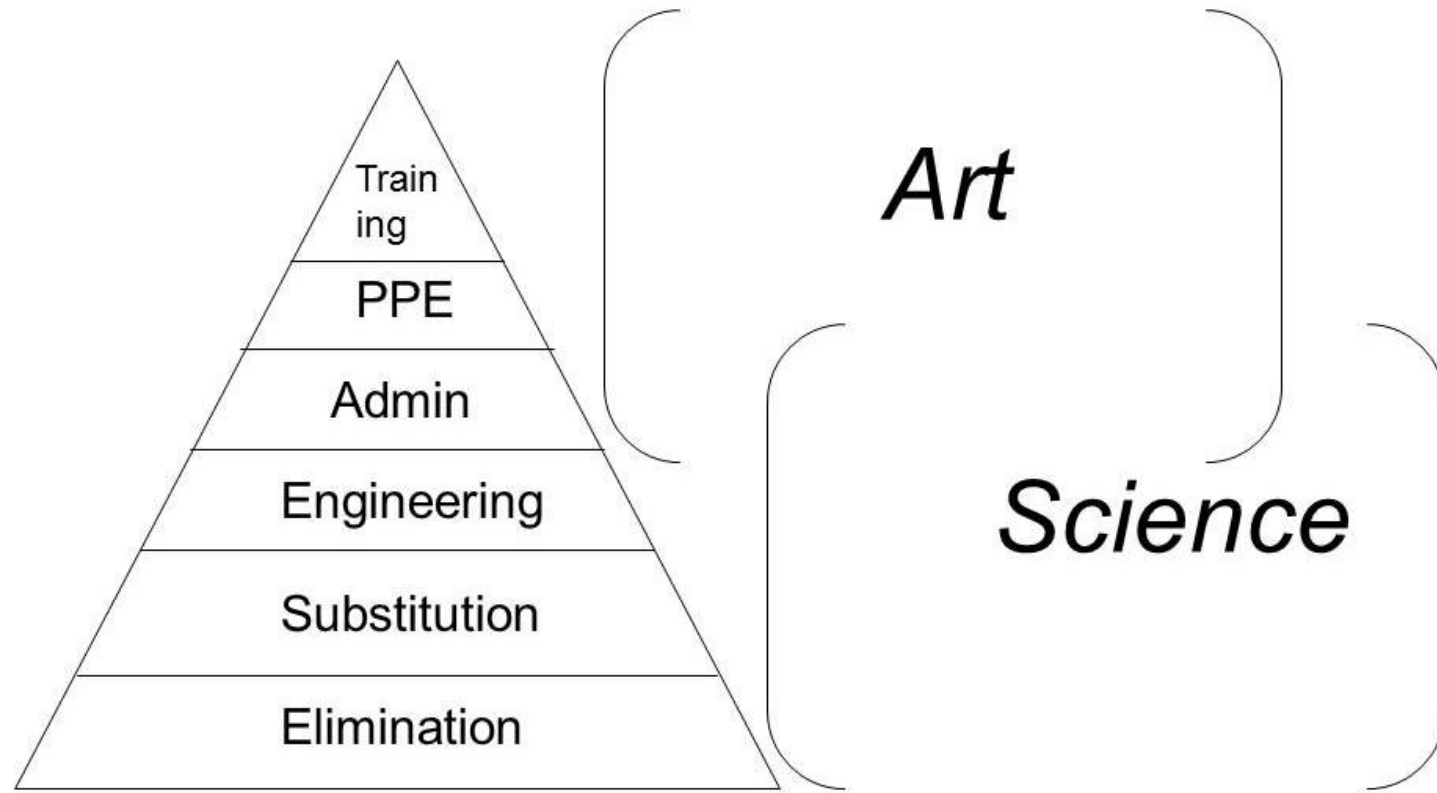 Train
ing
PPE
Admin
Engineering
Substitution
Elimination
Art
Science